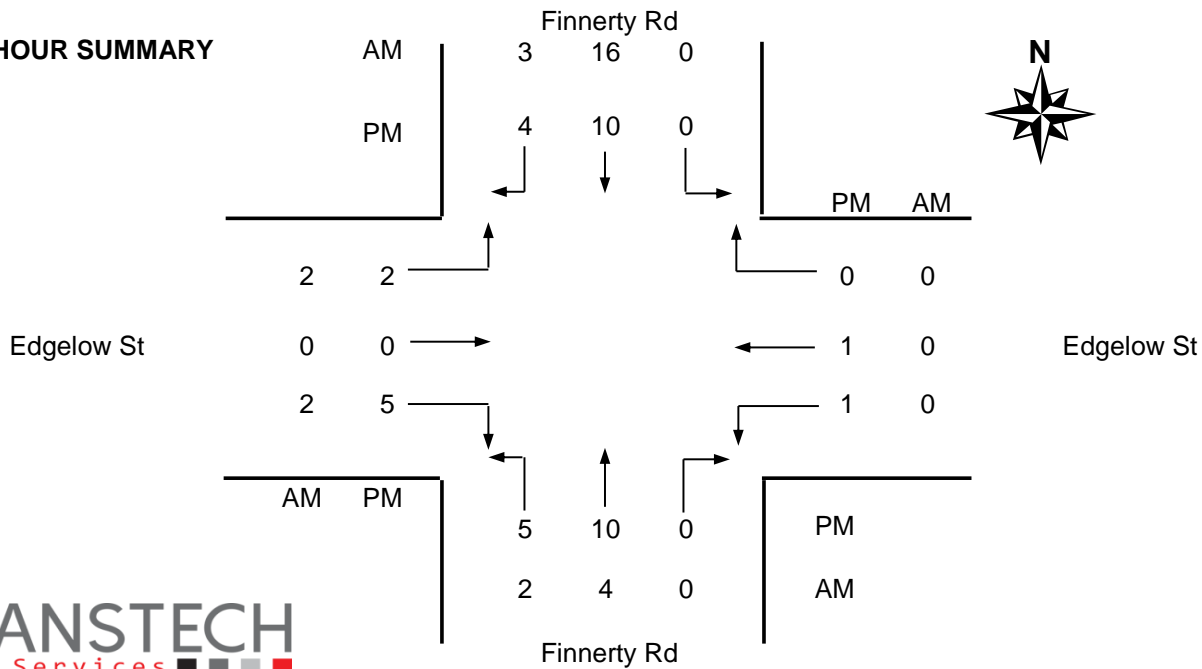 Finnerty Rd
HOUR SUMMARY AM 3 16 0 N
PM 4 10 0
PM AM
2 2 0 0
Edgelow St 0 0 1 0 Edgelow St
2 5 1 0
AM PM
5 10 0 PM
2 4 0 AM
ANSTECH
Services
Finnerty Rd